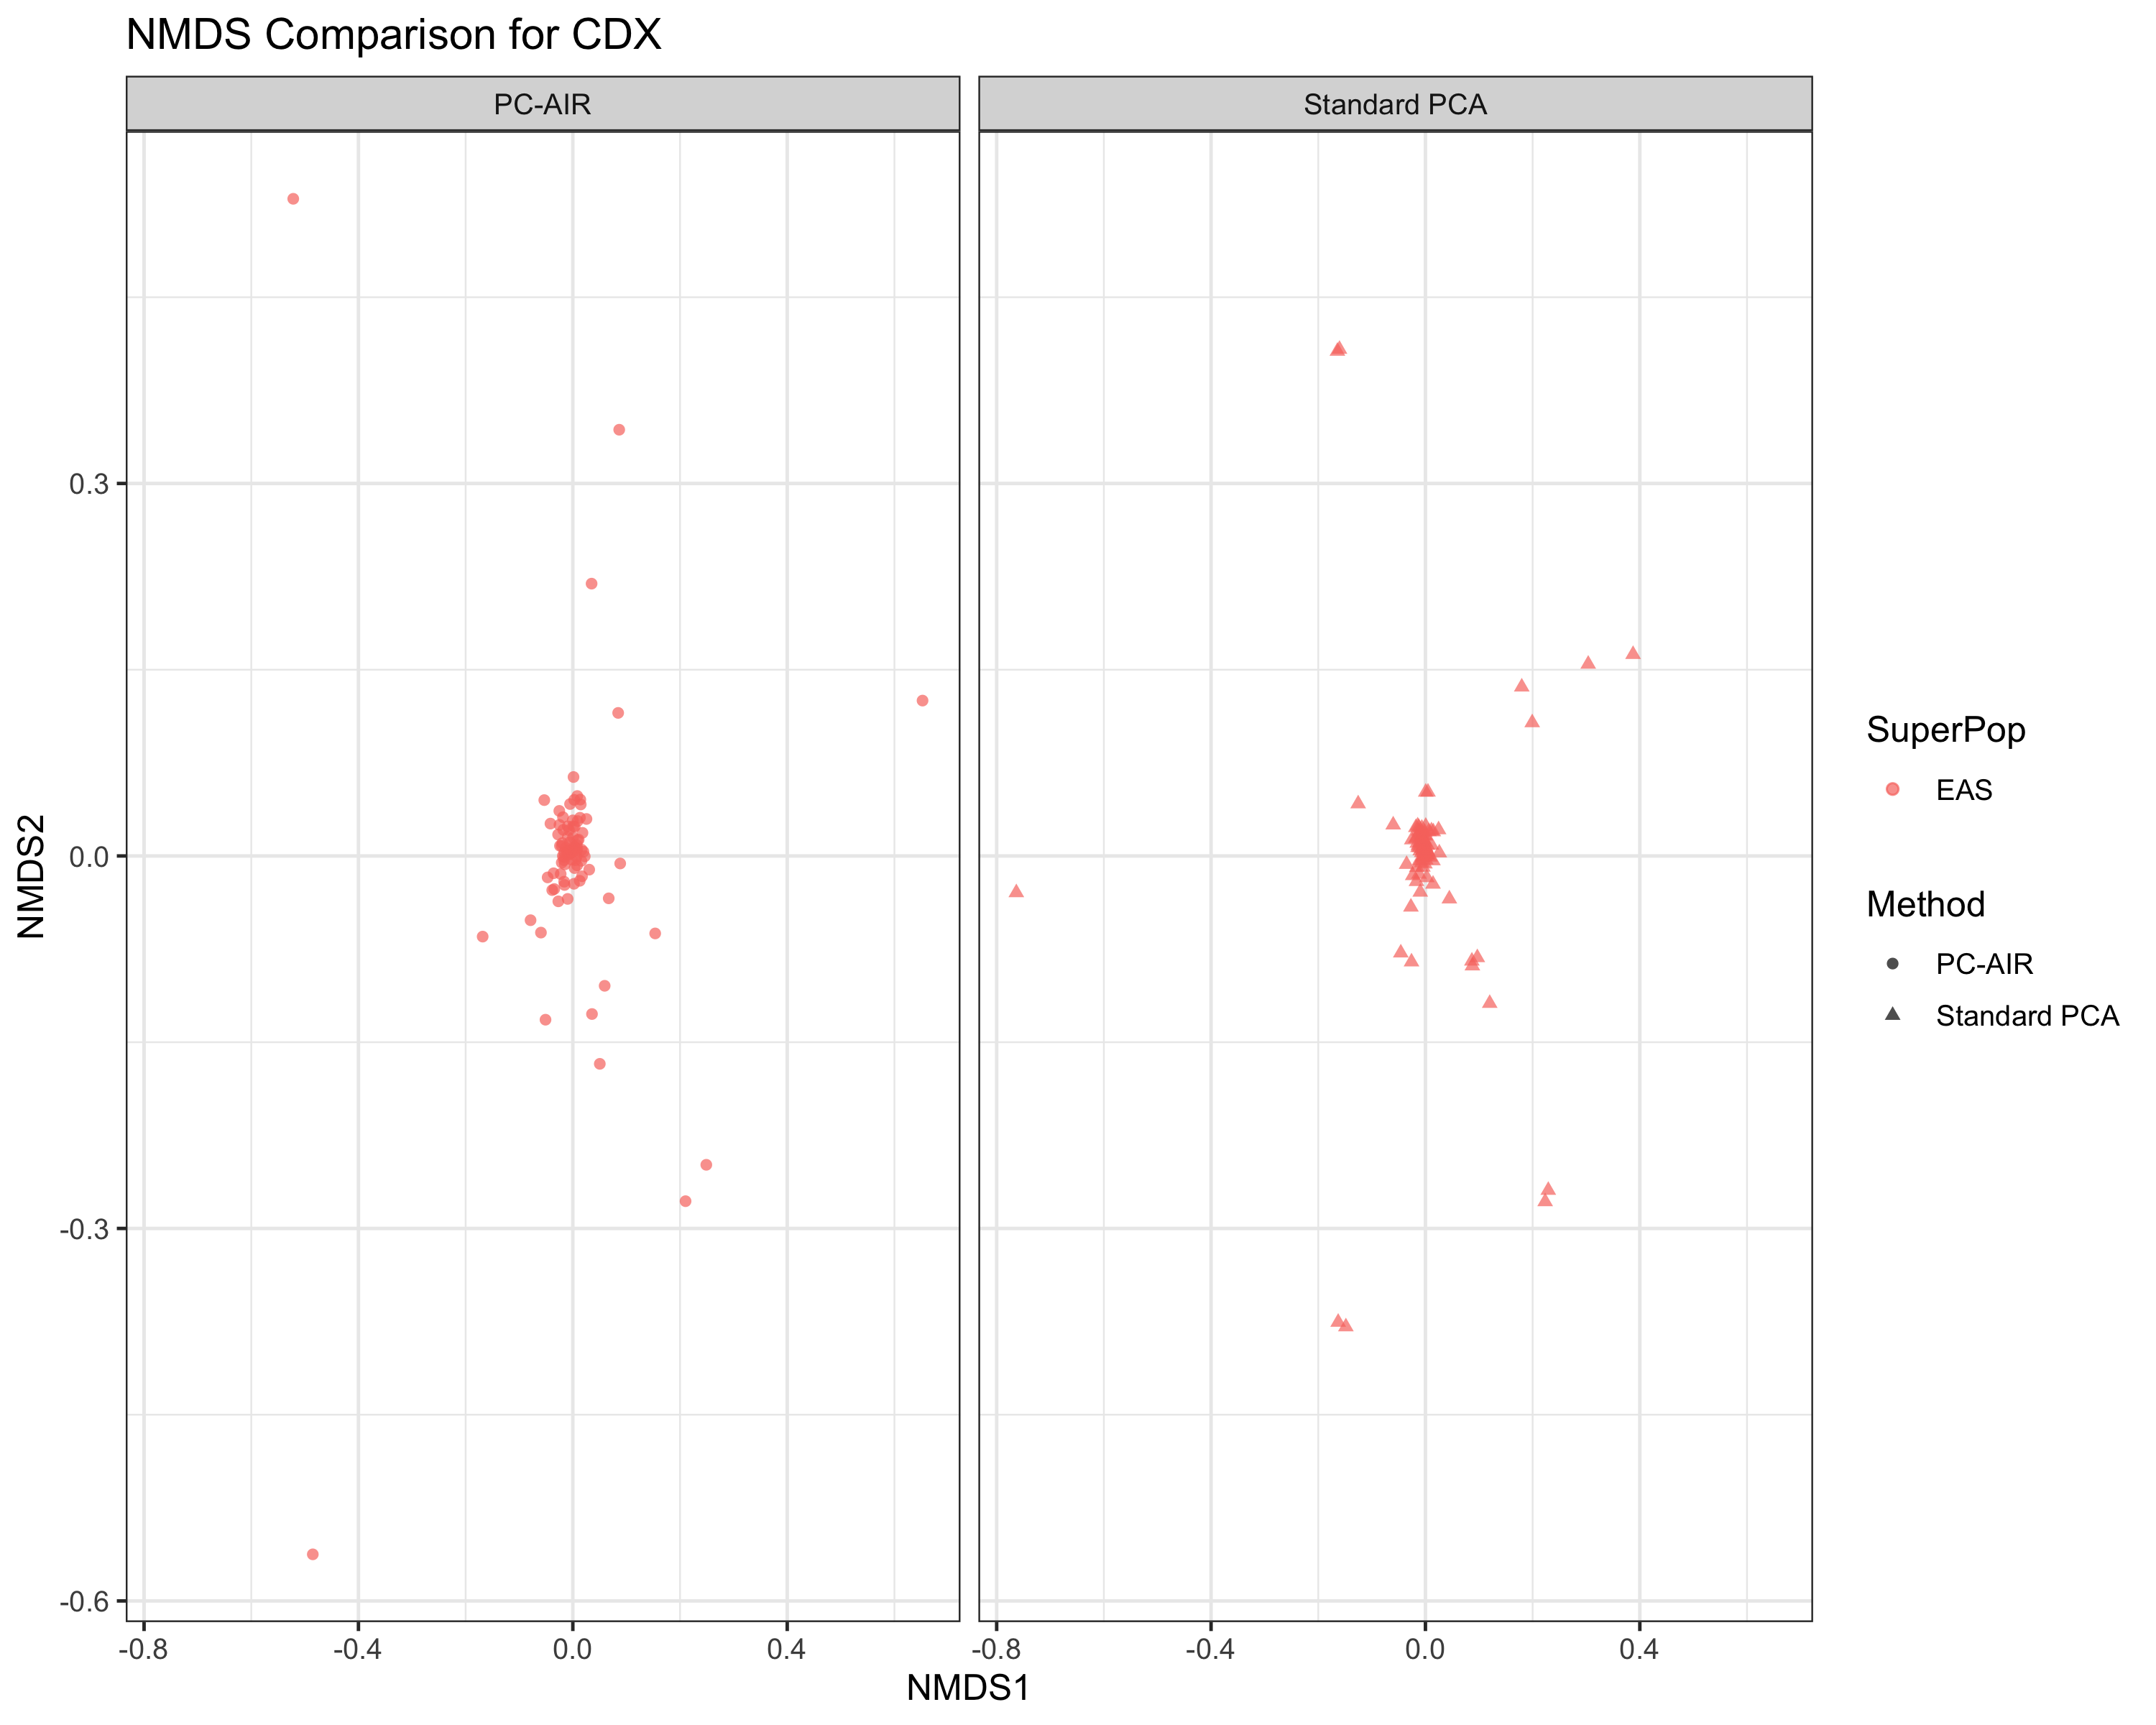 NMDS Comparison for CDX
PC-AIR
Standard PCA
NMDS2
0.3
0.0
-0.3
-0.6
-0.8
-0.4
0.0
0.4
-0.8
-0.4
0.0
0.4
NMDS1
SuperPop
EAS
Method
PC-AIR
Standard PCA